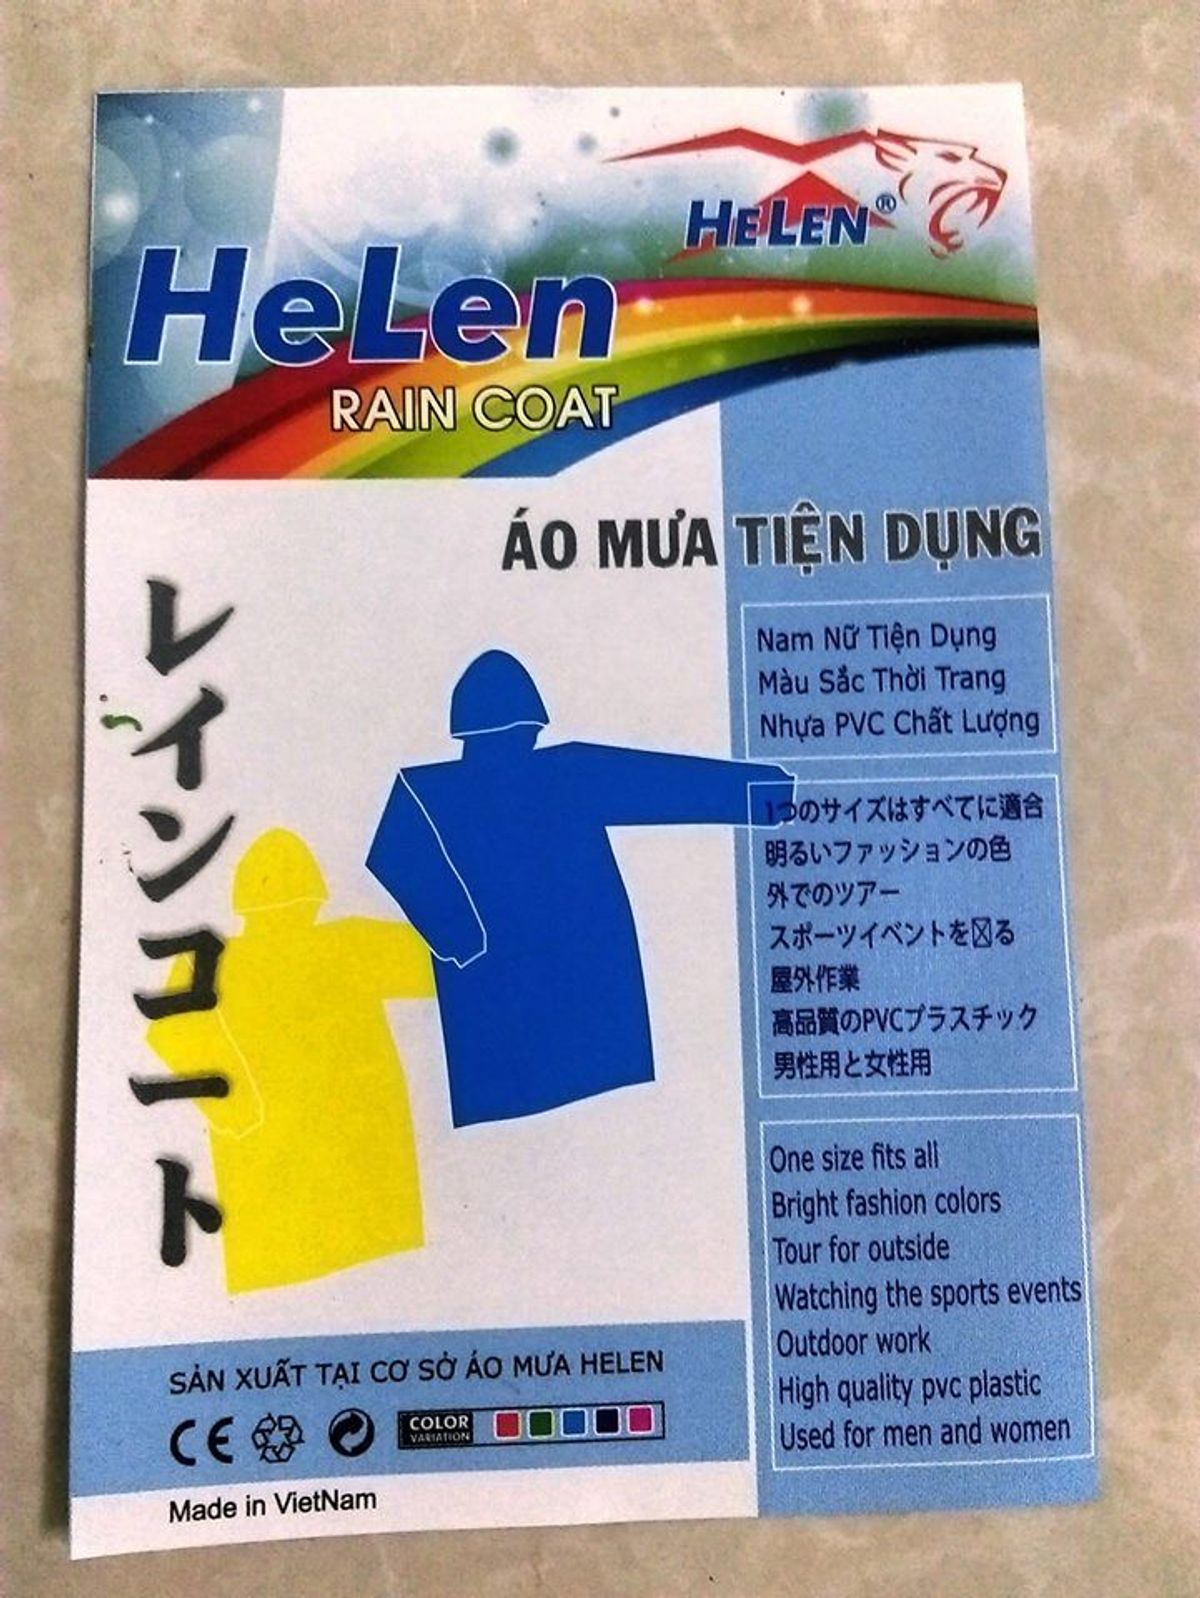 HELEN®
HeLen
RAIN COAT
ÁO MƯA TIỆN DỤNG
レインコート
Nam Nữ Tiện Dụng
Màu Sắc Thời Trang
Nhựa PVC Chất Lượng
1つのサイズはすべてに適合
明るいファッションの色
外でのツアー
スポーツイベントを☒る
屋外作業
高品質のPVCプラスチック
男性用と女性用
One size fits all
Bright fashion colors
Tour for outside
Watching the sports events
Outdoor work
High quality pvc plastic
Used for men and women
SẢN XUẤT TẠI CƠ SỞ ÁO MƯA HELEN
CE
COLOR
VARIATION
Made in VietNam